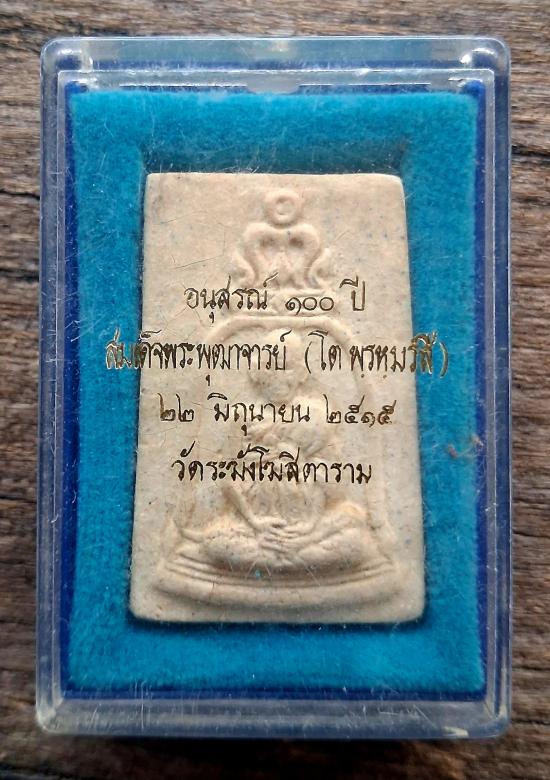 อนุสรณ์ ๑๐๐ ปี
สมเด็จพระพุฒาจารย์ (โต พฺรหฺมรํสี)
๒๒ มิถุนายน ๒๕๑๕
วัดระฆังโฆสิตาราม